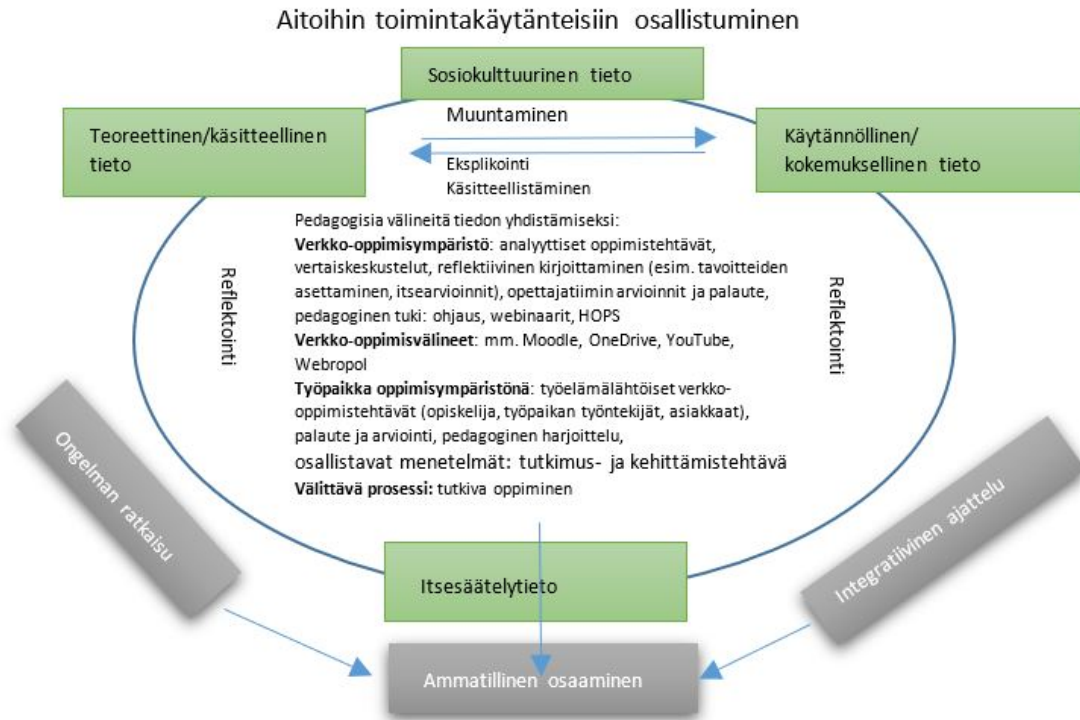 Aitoihin toimintakäytänteisiin osallistuminen
Sosiokulttuurinen tieto
Teoreettinen/käsitteellinen
tieto
Muuntaminen
Käytännöllinen/
kokemuksellinen tieto
Eksplikointi
Käsitteellistäminen
Pedagogisia välineitä tiedon yhdistämiseksi:
Verkko-oppimisympäristö: analyyttiset oppimistehtävät,
vertaiskeskustelut, reflektiivinen kirjoittaminen (esim. tavoitteiden
asettaminen, itsearvioinnit), opettajatiimin arvioinnit ja palaute,
pedagoginen tuki: ohjaus, webinaarit, HOPS
Verkko-oppimisvälineet: mm. Moodle, OneDrive, YouTube,
Webropol
Työpaikka oppimisympäristönä: työelämälähtöiset verkko-
oppimistehtävät (opiskelija, työpaikan työntekijät, asiakkaat),
palaute ja arviointi, pedagoginen harjoittelu,
osallistavat menetelmät: tutkimus- ja kehittämistehtävä
Välittävä prosessi: tutkiva oppiminen
Reflektointi
Reflektointi
Ongelman ratkaisu
Integratiivinen ajattelu
Itsesäätelytieto
Ammatillinen osaaminen